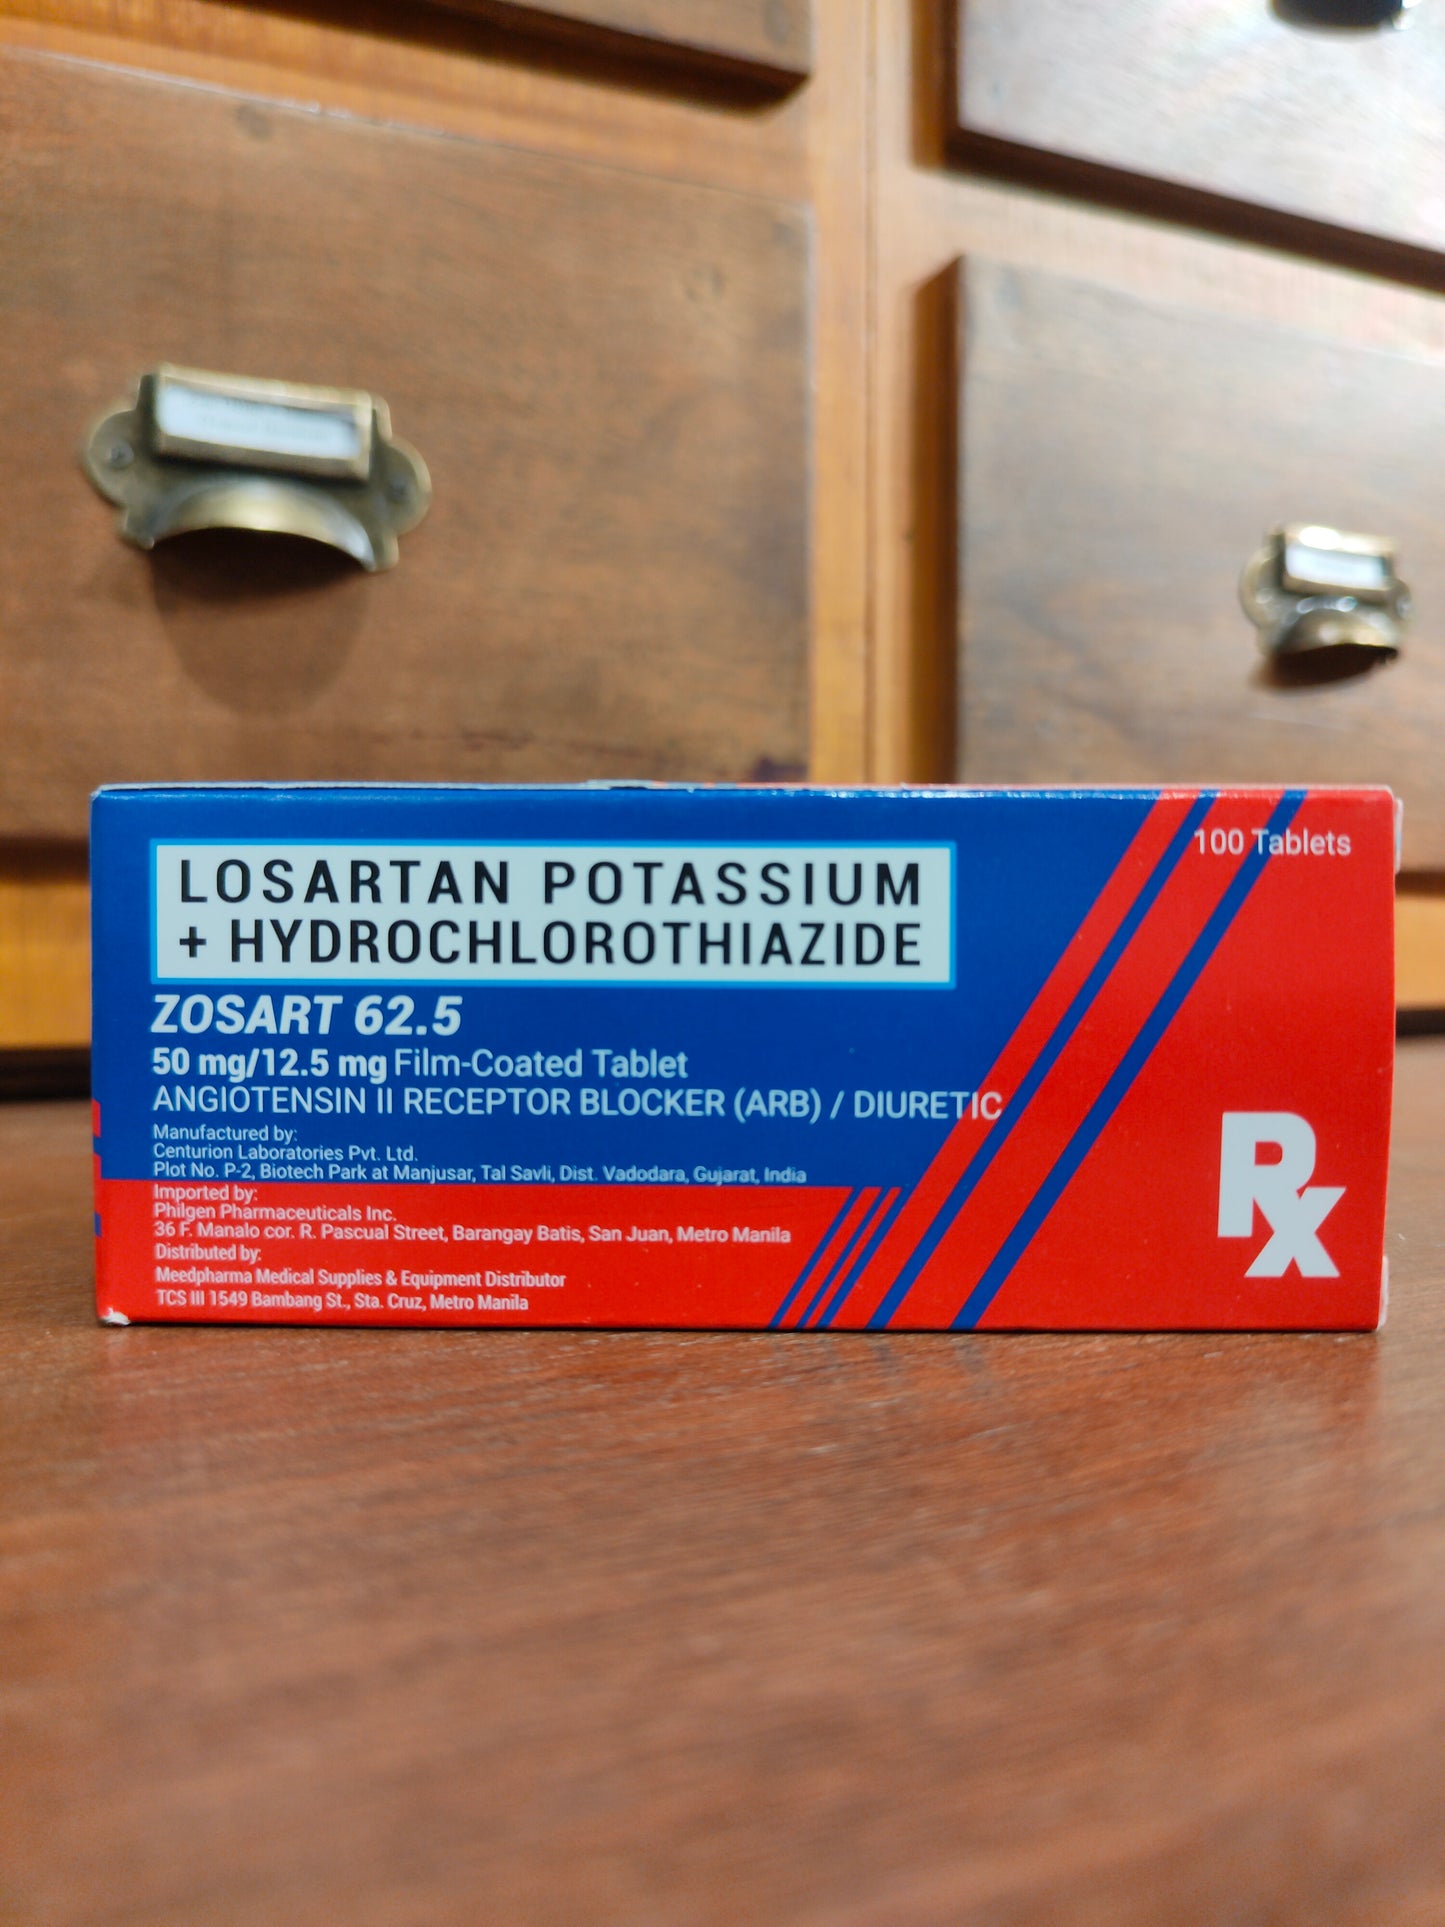 100 Tablets
LOSARTAN POTASSIUM
+ HYDROCHLOROTHIAZIDE
ZOSART 62.5
50 mg/12.5 mg Film-Coated Tablet
ANGIOTENSIN II RECEPTOR BLOCKER (ARB) / DIURETIC
Manufactured by:
Centurion Laboratories Pvt. Ltd.
Plot No. P-2, Biotech Park at Manjusar, Tal Savli, Dist. Vadodara, Gujarat, India
Imported by:
Philgen Pharmaceuticals Inc.
36 F. Manalo cor. R. Pascual Street, Barangay Batis, San Juan, Metro Manila
Distributed by:
Meedpharma Medical Supplies & Equipment Distributor
TCS III 1549 Bambang St., Sta. Cruz, Metro Manila
Rx